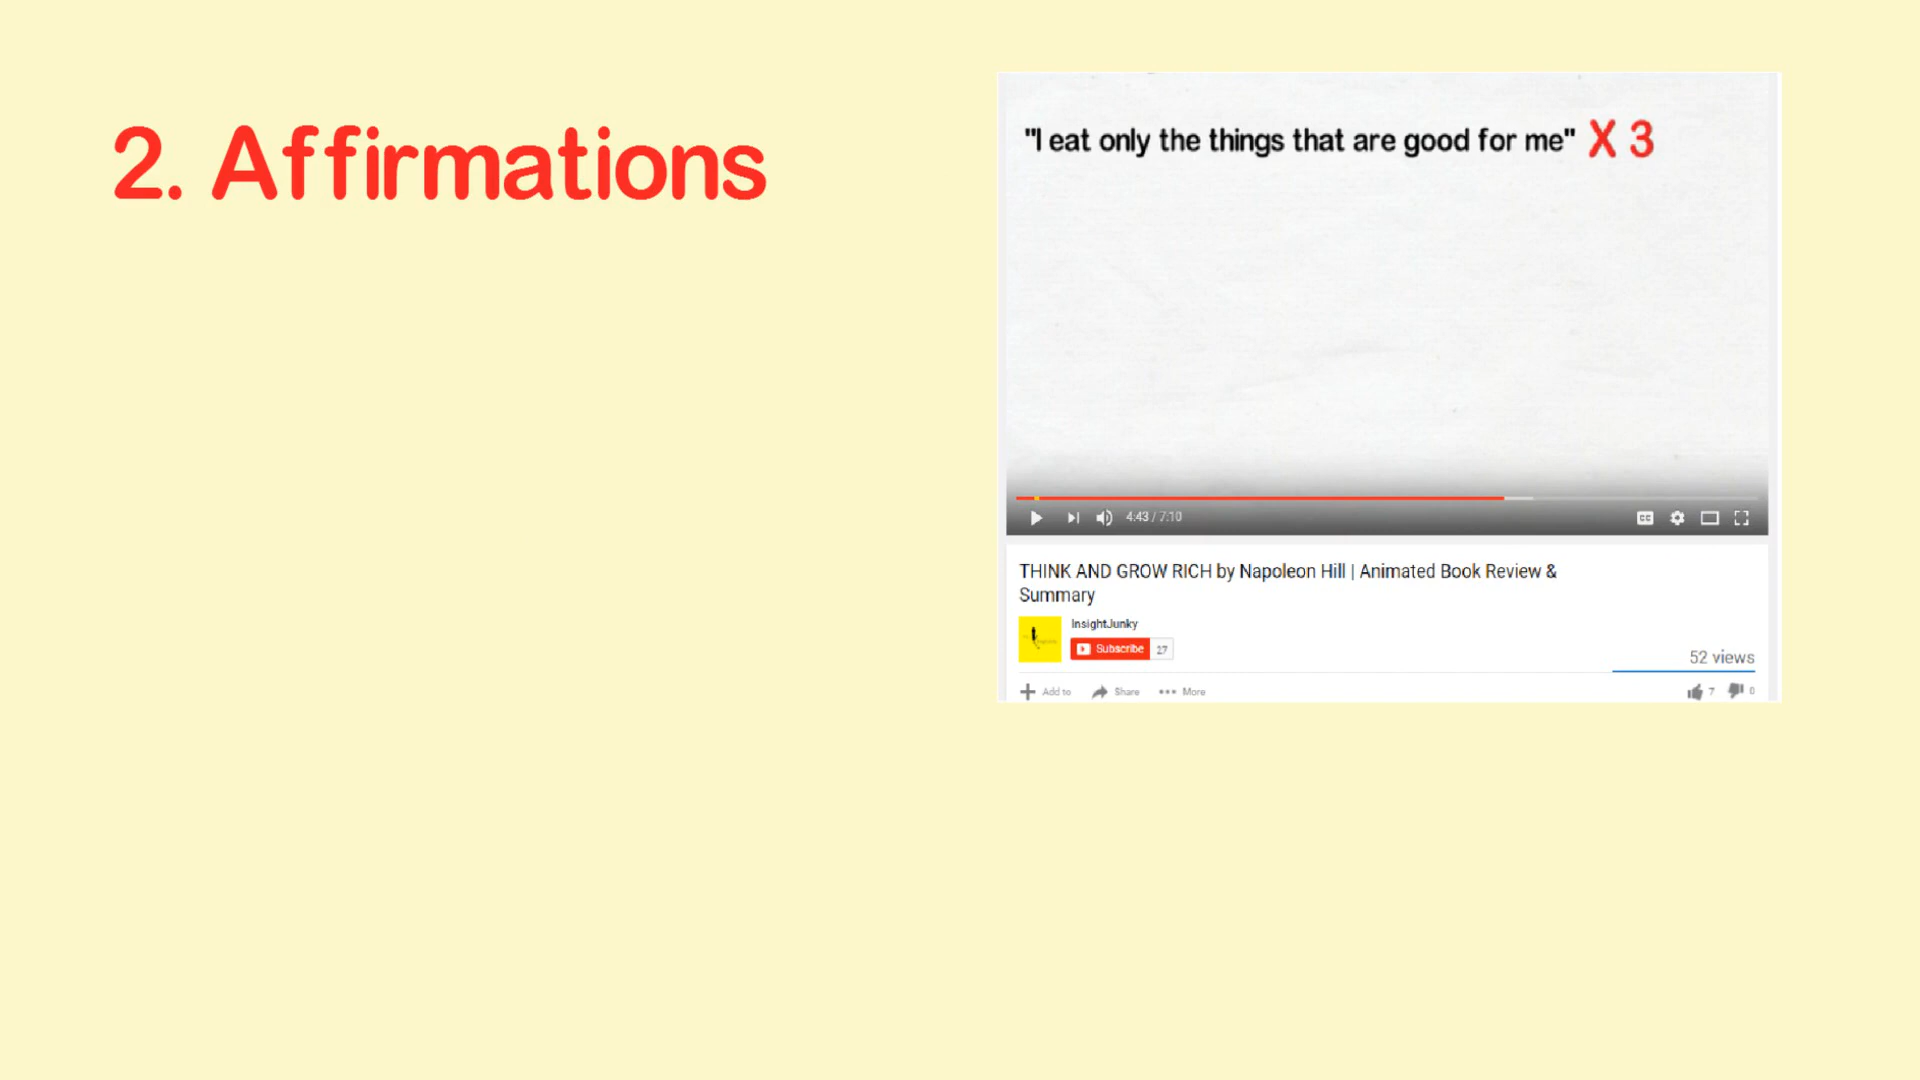 2. Affirmations
"I eat only the things that are good for me" X 3
4:43 / 7:10
CC
THINK AND GROW RICH by Napoleon Hill | Animated Book Review &
Summary
InsightJunky
Subscribe 27
52 views
Add to Share More
7 0